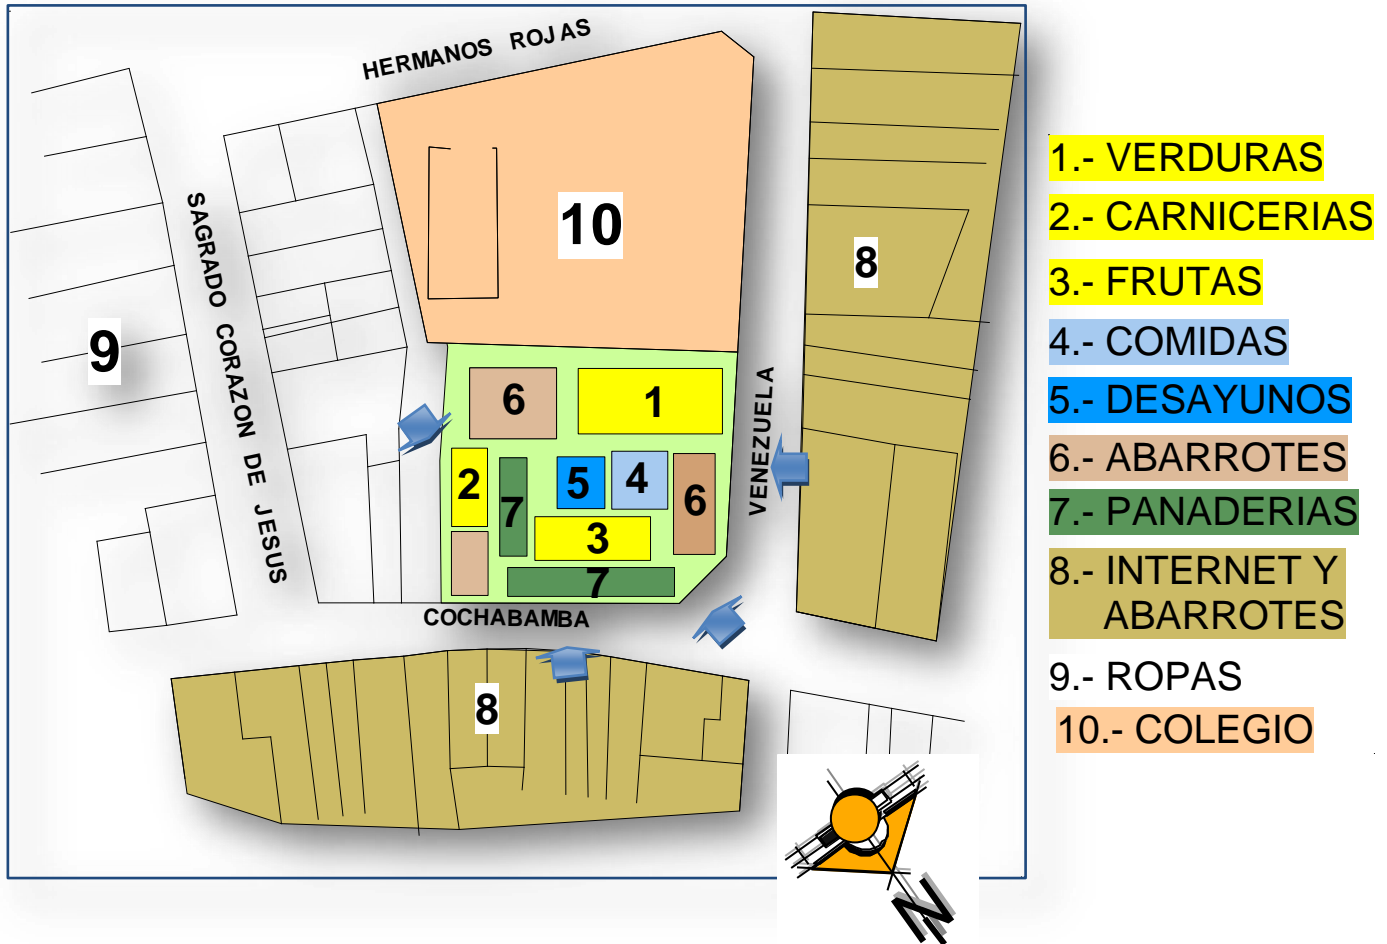 HERMANOS ROJAS
10
8
SAGRADO CORAZON DE JESUS
9
VENEZUELA
6
1
2
7
5
4
6
3
7
COCHABAMBA
8
N
1.- VERDURAS
2.- CARNICERIAS
3.- FRUTAS
4.- COMIDAS
5.- DESAYUNOS
6.- ABARROTES
7.- PANADERIAS
8.- INTERNET Y
ABARROTES
9.- ROPAS
10.- COLEGIO